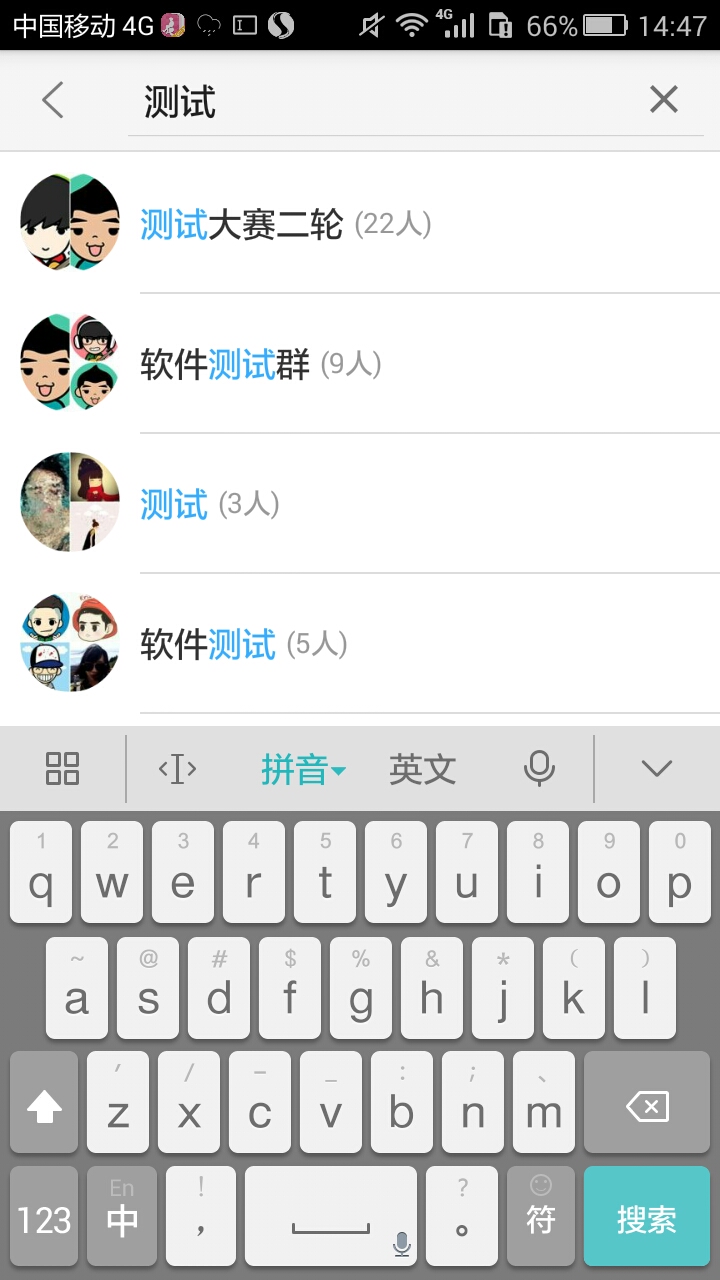 中国移动 4G 4G 66% 14:47
测试
测试大赛二轮 (22人)
软件测试群 (9人)
测试 (3人)
软件测试 (5人)
拼音 英文
1 2 3 4 5 6 7 8 9 0
q w e r t y u i o p
~ @ # $ % & * ( )
a s d f g h j k l
' / - _ : ; 、
z x c v b n m
En ! ?
123 中 , 。 符 搜索